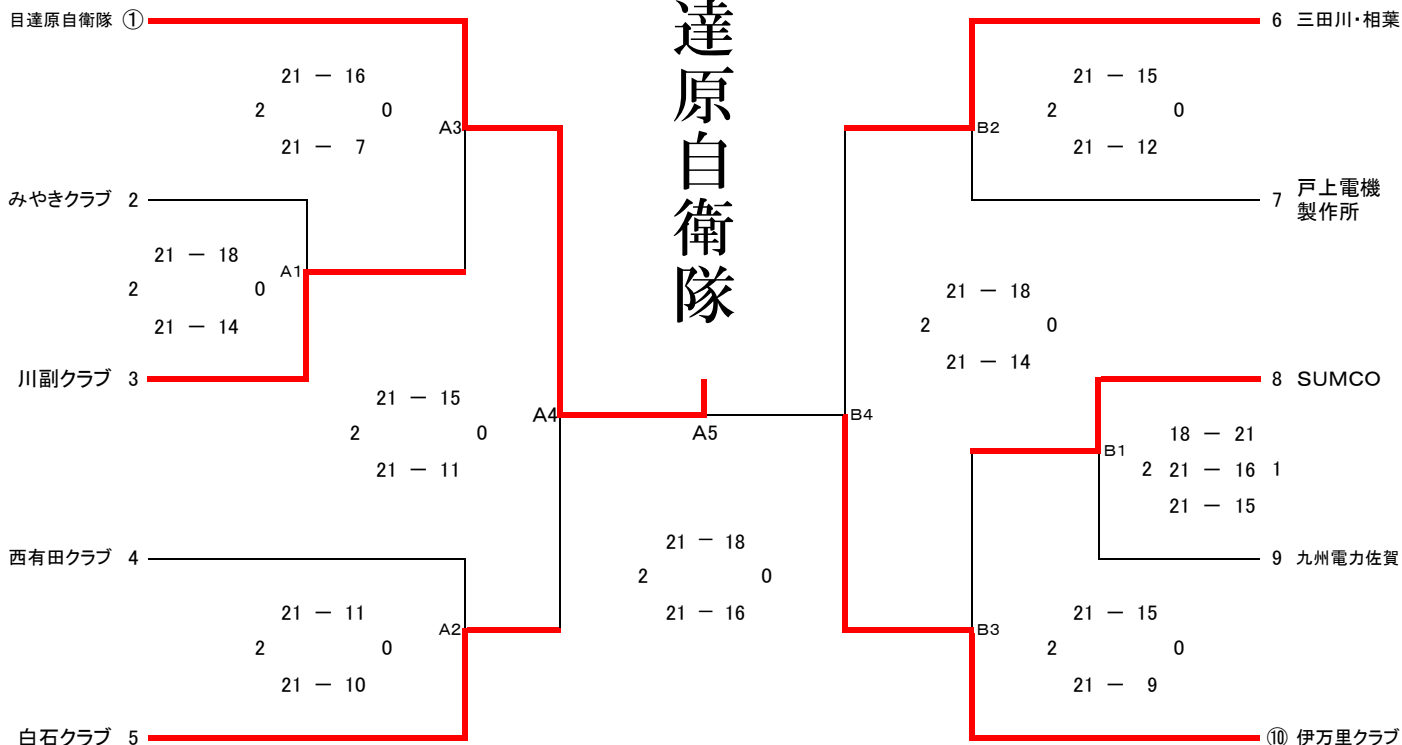 目達原自衛隊 ①
21 － 16
2 0
21 － 7
A3
みやきクラブ 2
21 － 18
2 0
21 － 14
A1
川副クラブ 3
21 － 15
2 0
21 － 11
A4
西有田クラブ 4
21 － 11
2 0
21 － 10
A2
白石クラブ 5
達原自衛隊
A5
21 － 18
2 0
21 － 16
6 三田川・相葉
21 － 15
2 0
21 － 12
B2
7 戸上電機
製作所
21 － 18
2 0
21 － 14
B4
8 SUMCO
18 － 21
2 21 － 16 1
21 － 15
B1
9 九州電力佐賀
21 － 15
2 0
21 － 9
B3
⑩ 伊万里クラブ